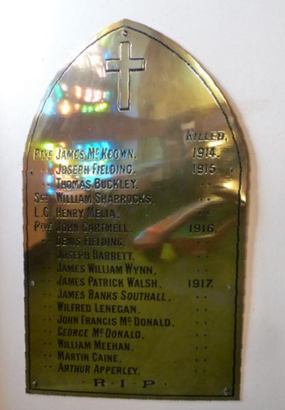 KILLED.
PTE JAMES McKEOWN. 1914.
" JOSEPH FIELDING. 1915
" THOMAS BUCKLEY. "
SGT WILLIAM SHARROCKS. "
L.C. HENRY MELIA. "
PTE JOHN CARTMELL. 1916
" LEWIS FIELDING. "
" JOSEPH BARRETT. "
" JAMES WILLIAM WYNN. "
" JAMES PATRICK WALSH. 1917.
" JAMES BANKS SOUTHALL. "
" WILFRED LENEGAN. "
" JOHN FRANCIS McDONALD. "
" GEORGE McDONALD. "
" WILLIAM MEEHAN. "
" MARTIN CAINE. "
" ARTHUR APPERLEY. "
R.I.P.